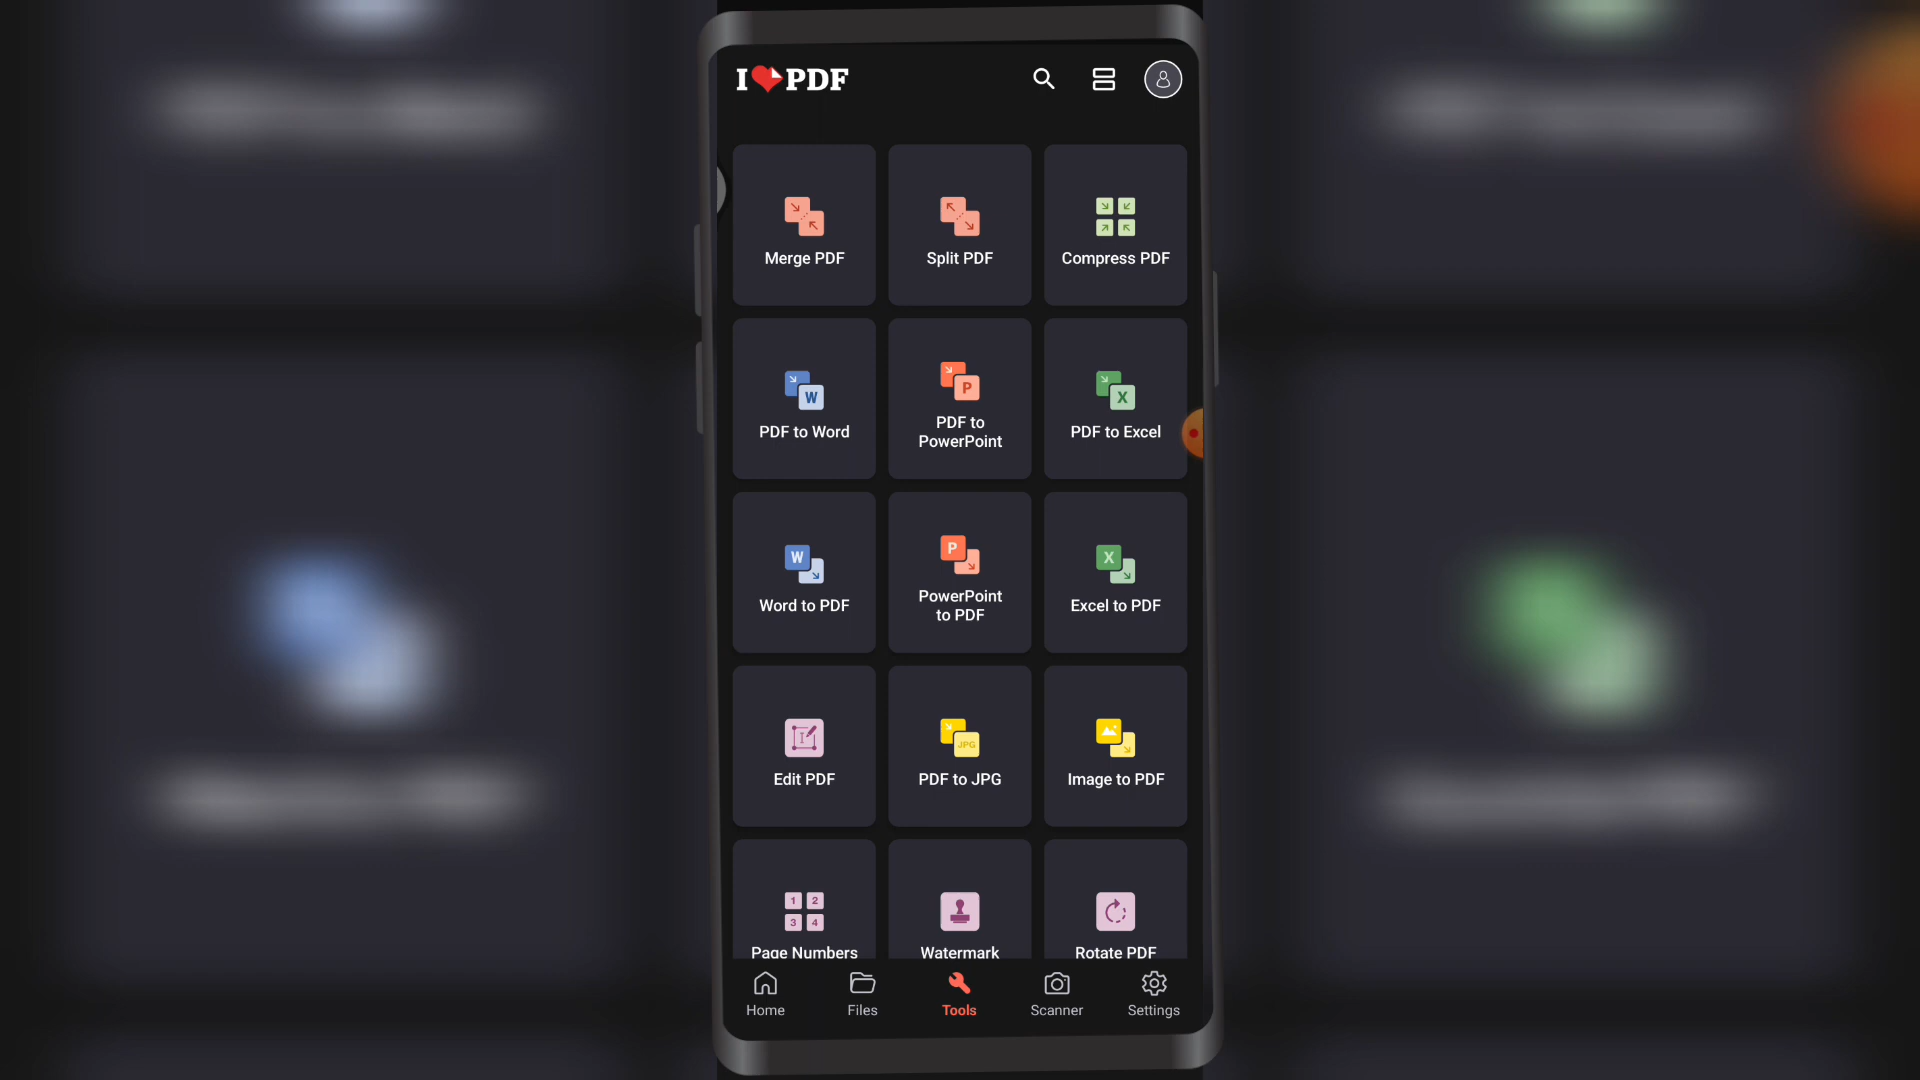 I PDF
Merge PDF
Split PDF
Compress PDF
W
PDF to Word
P
PDF to
PowerPoint
X
PDF to Excel
W
Word to PDF
P
PowerPoint
to PDF
X
Excel to PDF
Edit PDF
JPG
PDF to JPG
Image to PDF
1 2
3 4
Page Numbers
Watermark
Rotate PDF
Home
Files
Tools
Scanner
Settings